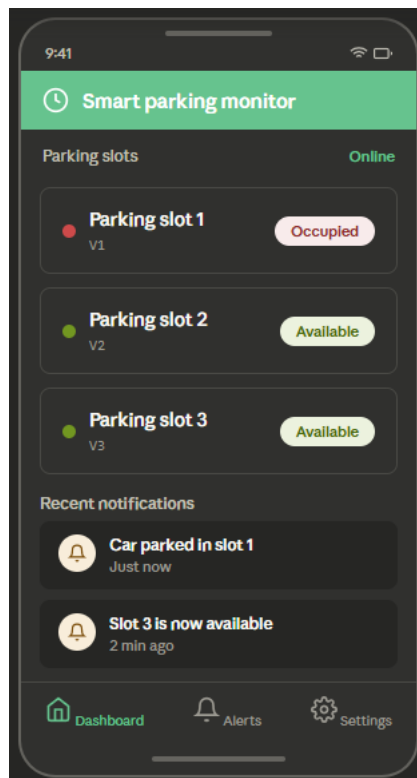 9:41
Smart parking monitor
Parking slots Online
Parking slot 1
V1
Occupied
Parking slot 2
V2
Available
Parking slot 3
V3
Available
Recent notifications
Car parked in slot 1
Just now
Slot 3 is now available
2 min ago
Dashboard Alerts Settings